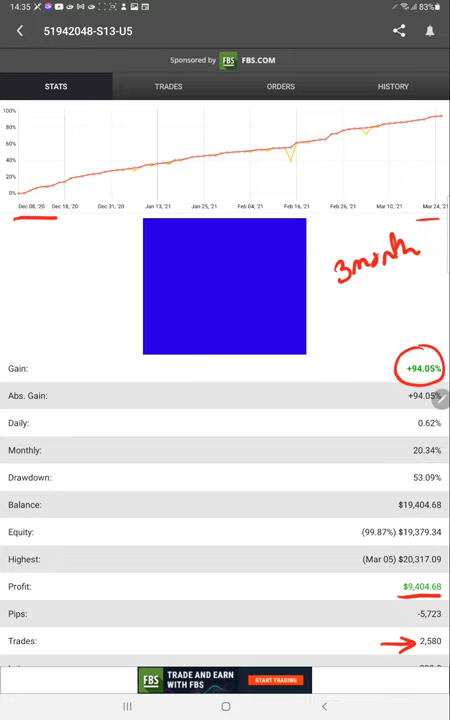 14:35
83%
51942048-S13-U5
Sponsored by FBS FBS.COM
STATS TRADES ORDERS HISTORY
100%
80%
60%
40%
20%
0%
Dec 08, '20 Dec 18, '20 Dec 31, '20 Jan 13, '21 Jan 25, '21 Feb 04, '21 Feb 16, '21 Feb 26, '21 Mar 10, '21 Mar 24, '21
3month
Gain: +94.05%
Abs. Gain: +94.05%
Daily: 0.62%
Monthly: 20.34%
Drawdown: 53.09%
Balance: $19,404.68
Equity: (99.87%) $19,379.34
Highest: (Mar 05) $20,317.09
Profit: $9,404.68
Pips: -5,723
Trades: 2,580
FBS TRADE AND EARN
WITH FBS
START TRADING